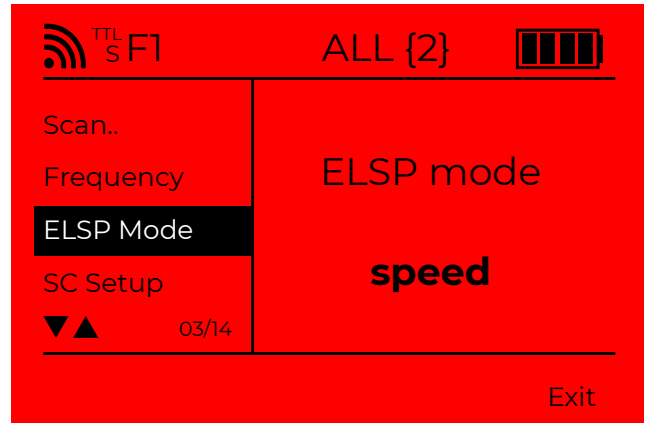 TTL
S F1 ALL {2}
Scan..
Frequency
ELSP Mode
SC Setup
03/14
ELSP mode
speed
Exit